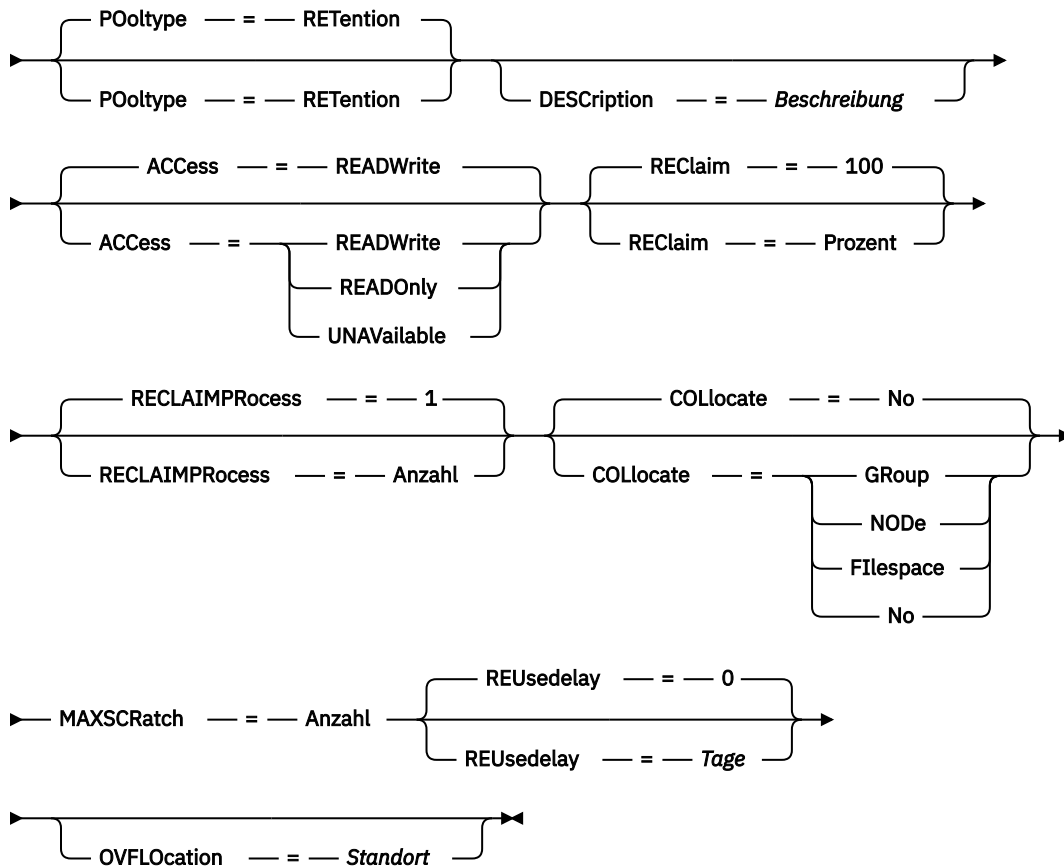 POoltype = RETention
POoltype = RETention
DESCription = Beschreibung
ACCess = READWrite
REClaim = 100
ACCess = READWrite
REClaim = Prozent
READOnly
UNAVailable
RECLAIMPRocess = 1
COLlocate = No
RECLAIMPRocess = Anzahl
COLlocate = GRoup
NODe
FIlespace
No
REUsedelay = 0
MAXSCRatch = Anzahl
REUsedelay = Tage
OVFLOcation = Standort